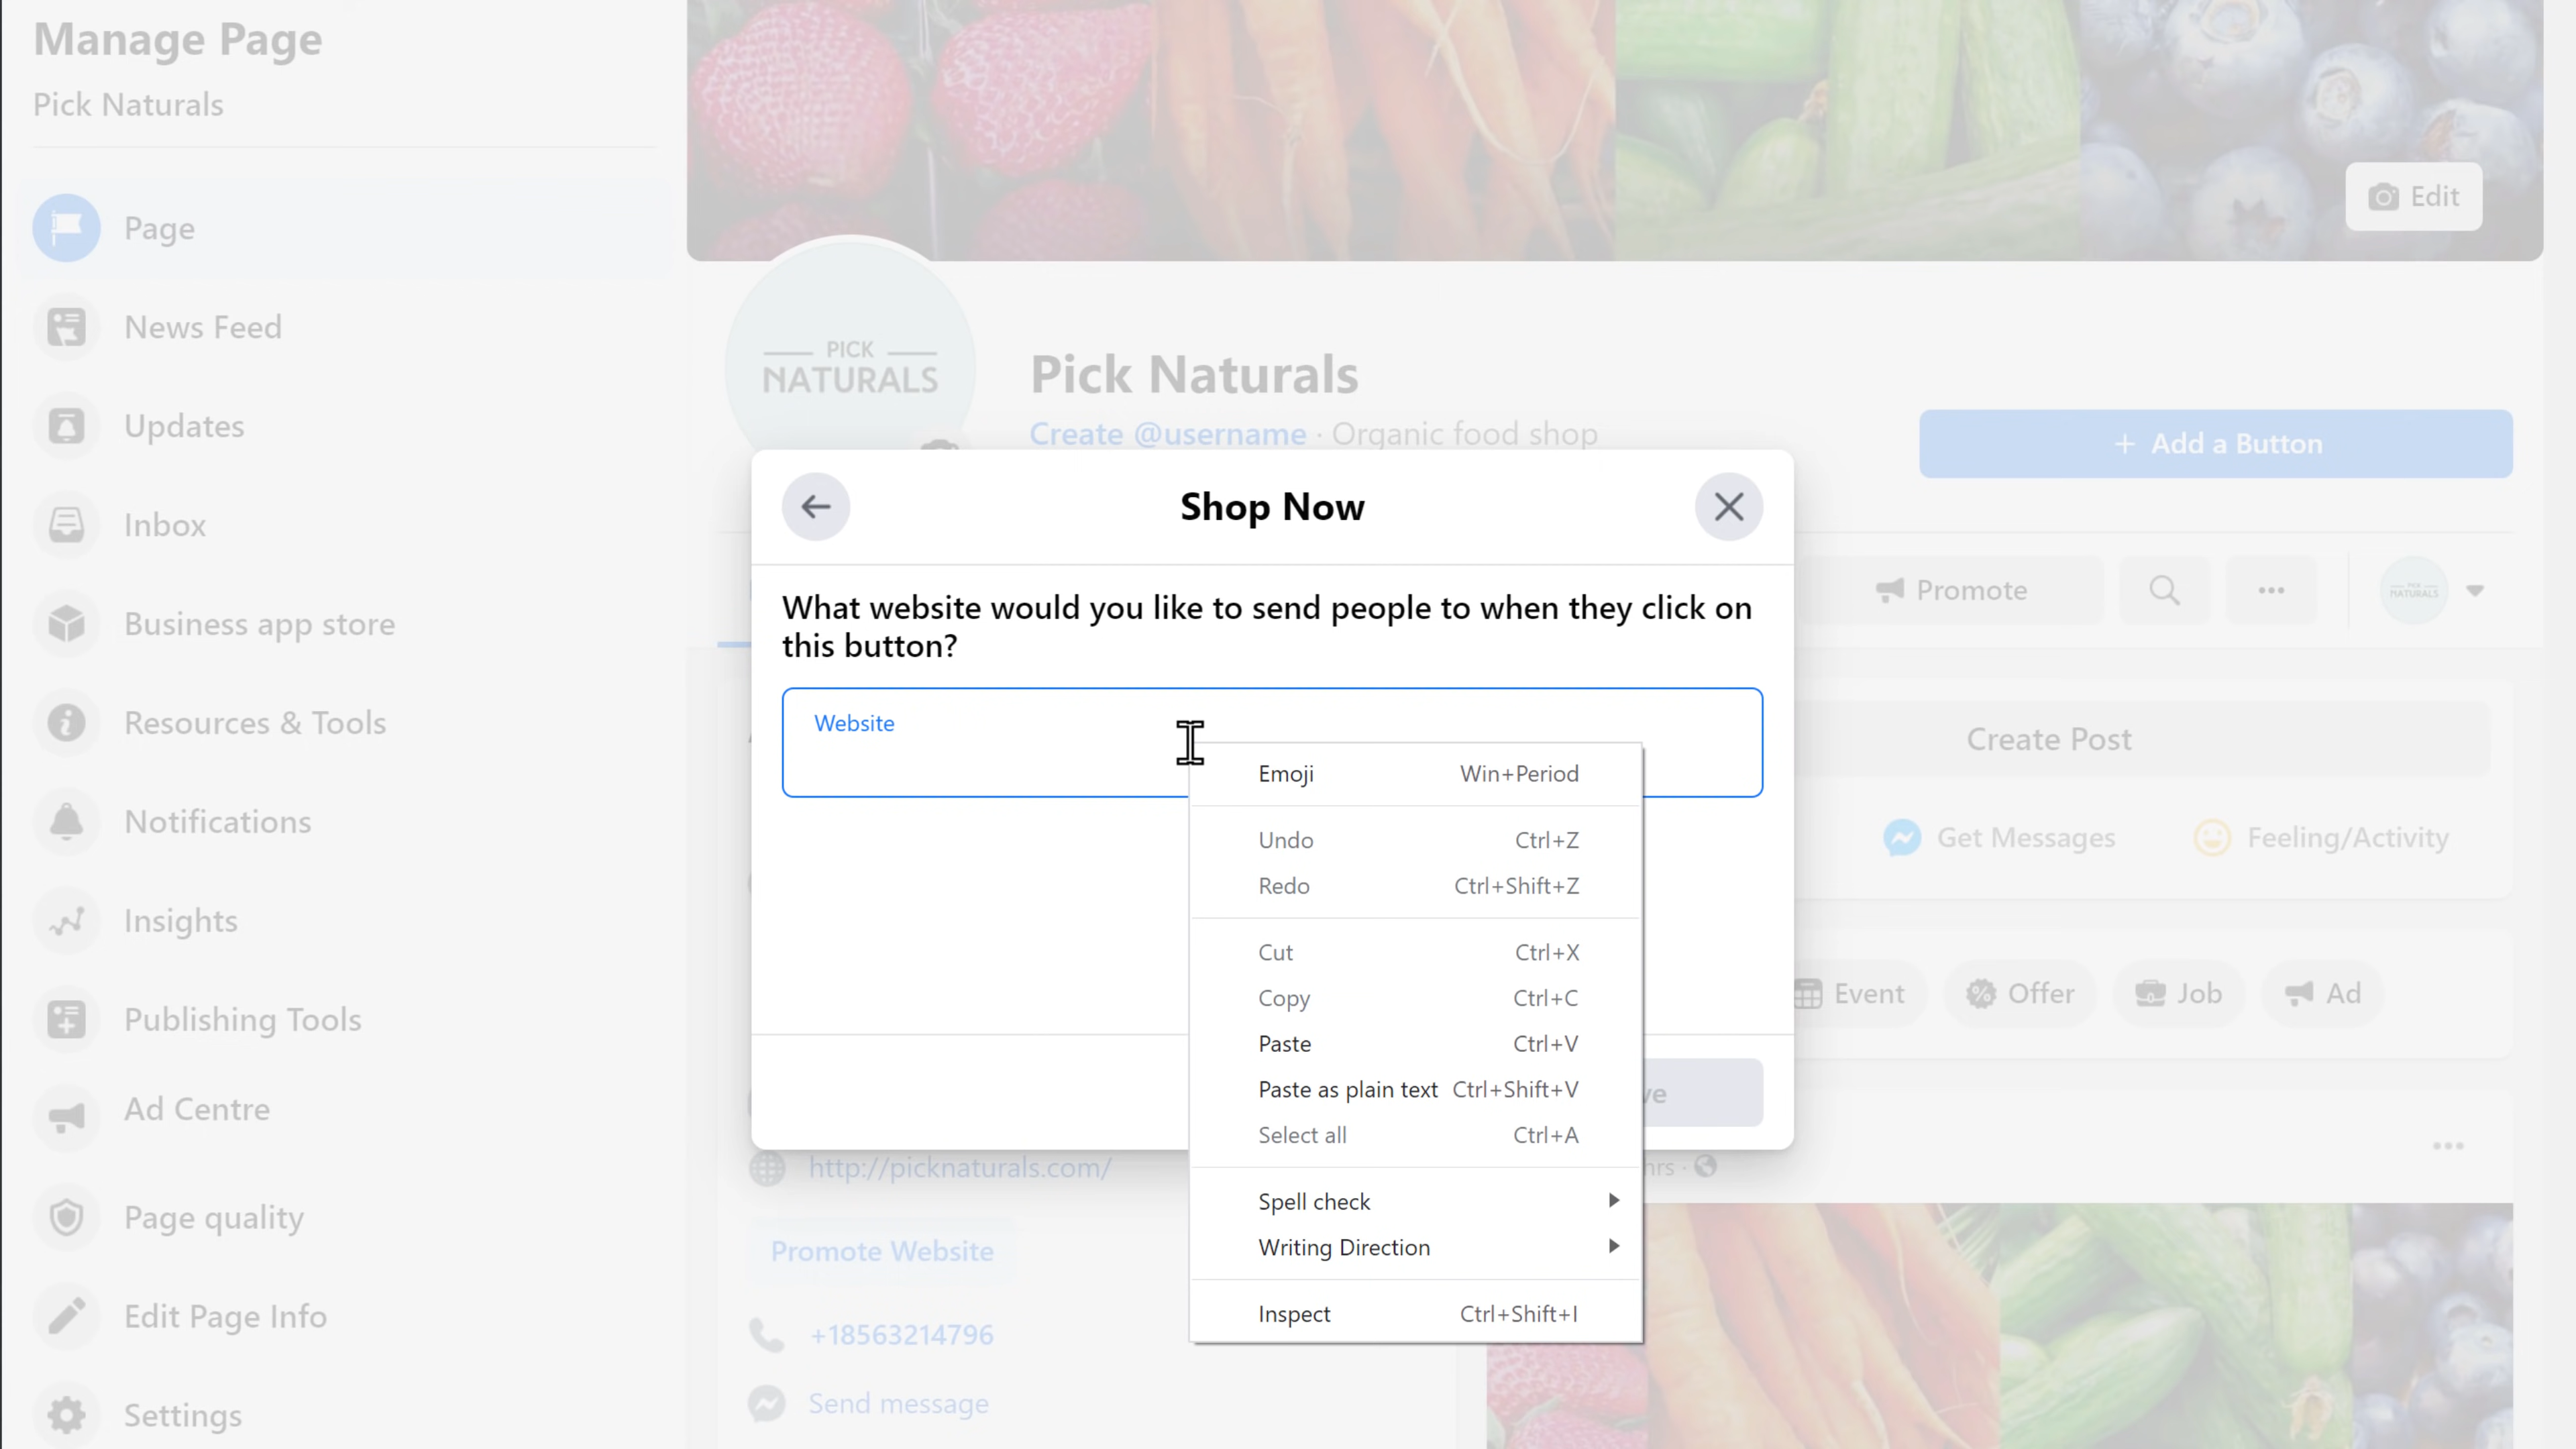 Manage Page
Pick Naturals
Page
News Feed
Updates
Inbox
Business app store
Resources & Tools
Notifications
Insights
Publishing Tools
Ad Centre
Page quality
Edit Page Info
Settings
Edit
PICK
NATURALS
Pick Naturals
Create @username · Organic food shop
+ Add a Button
Promote
PICK
NATURALS
Shop Now
What website would you like to send people to when they click on
this button?
Website
Emoji Win+Period
Undo Ctrl+Z
Redo Ctrl+Shift+Z
Cut Ctrl+X
Copy Ctrl+C
Paste Ctrl+V
Paste as plain text Ctrl+Shift+V
Select all Ctrl+A
Spell check
Writing Direction
Inspect Ctrl+Shift+I
Create Post
Get Messages
Feeling/Activity
Event
Offer
Job
Ad
http://picknaturals.com/
Promote Website
+18563214796
Send message